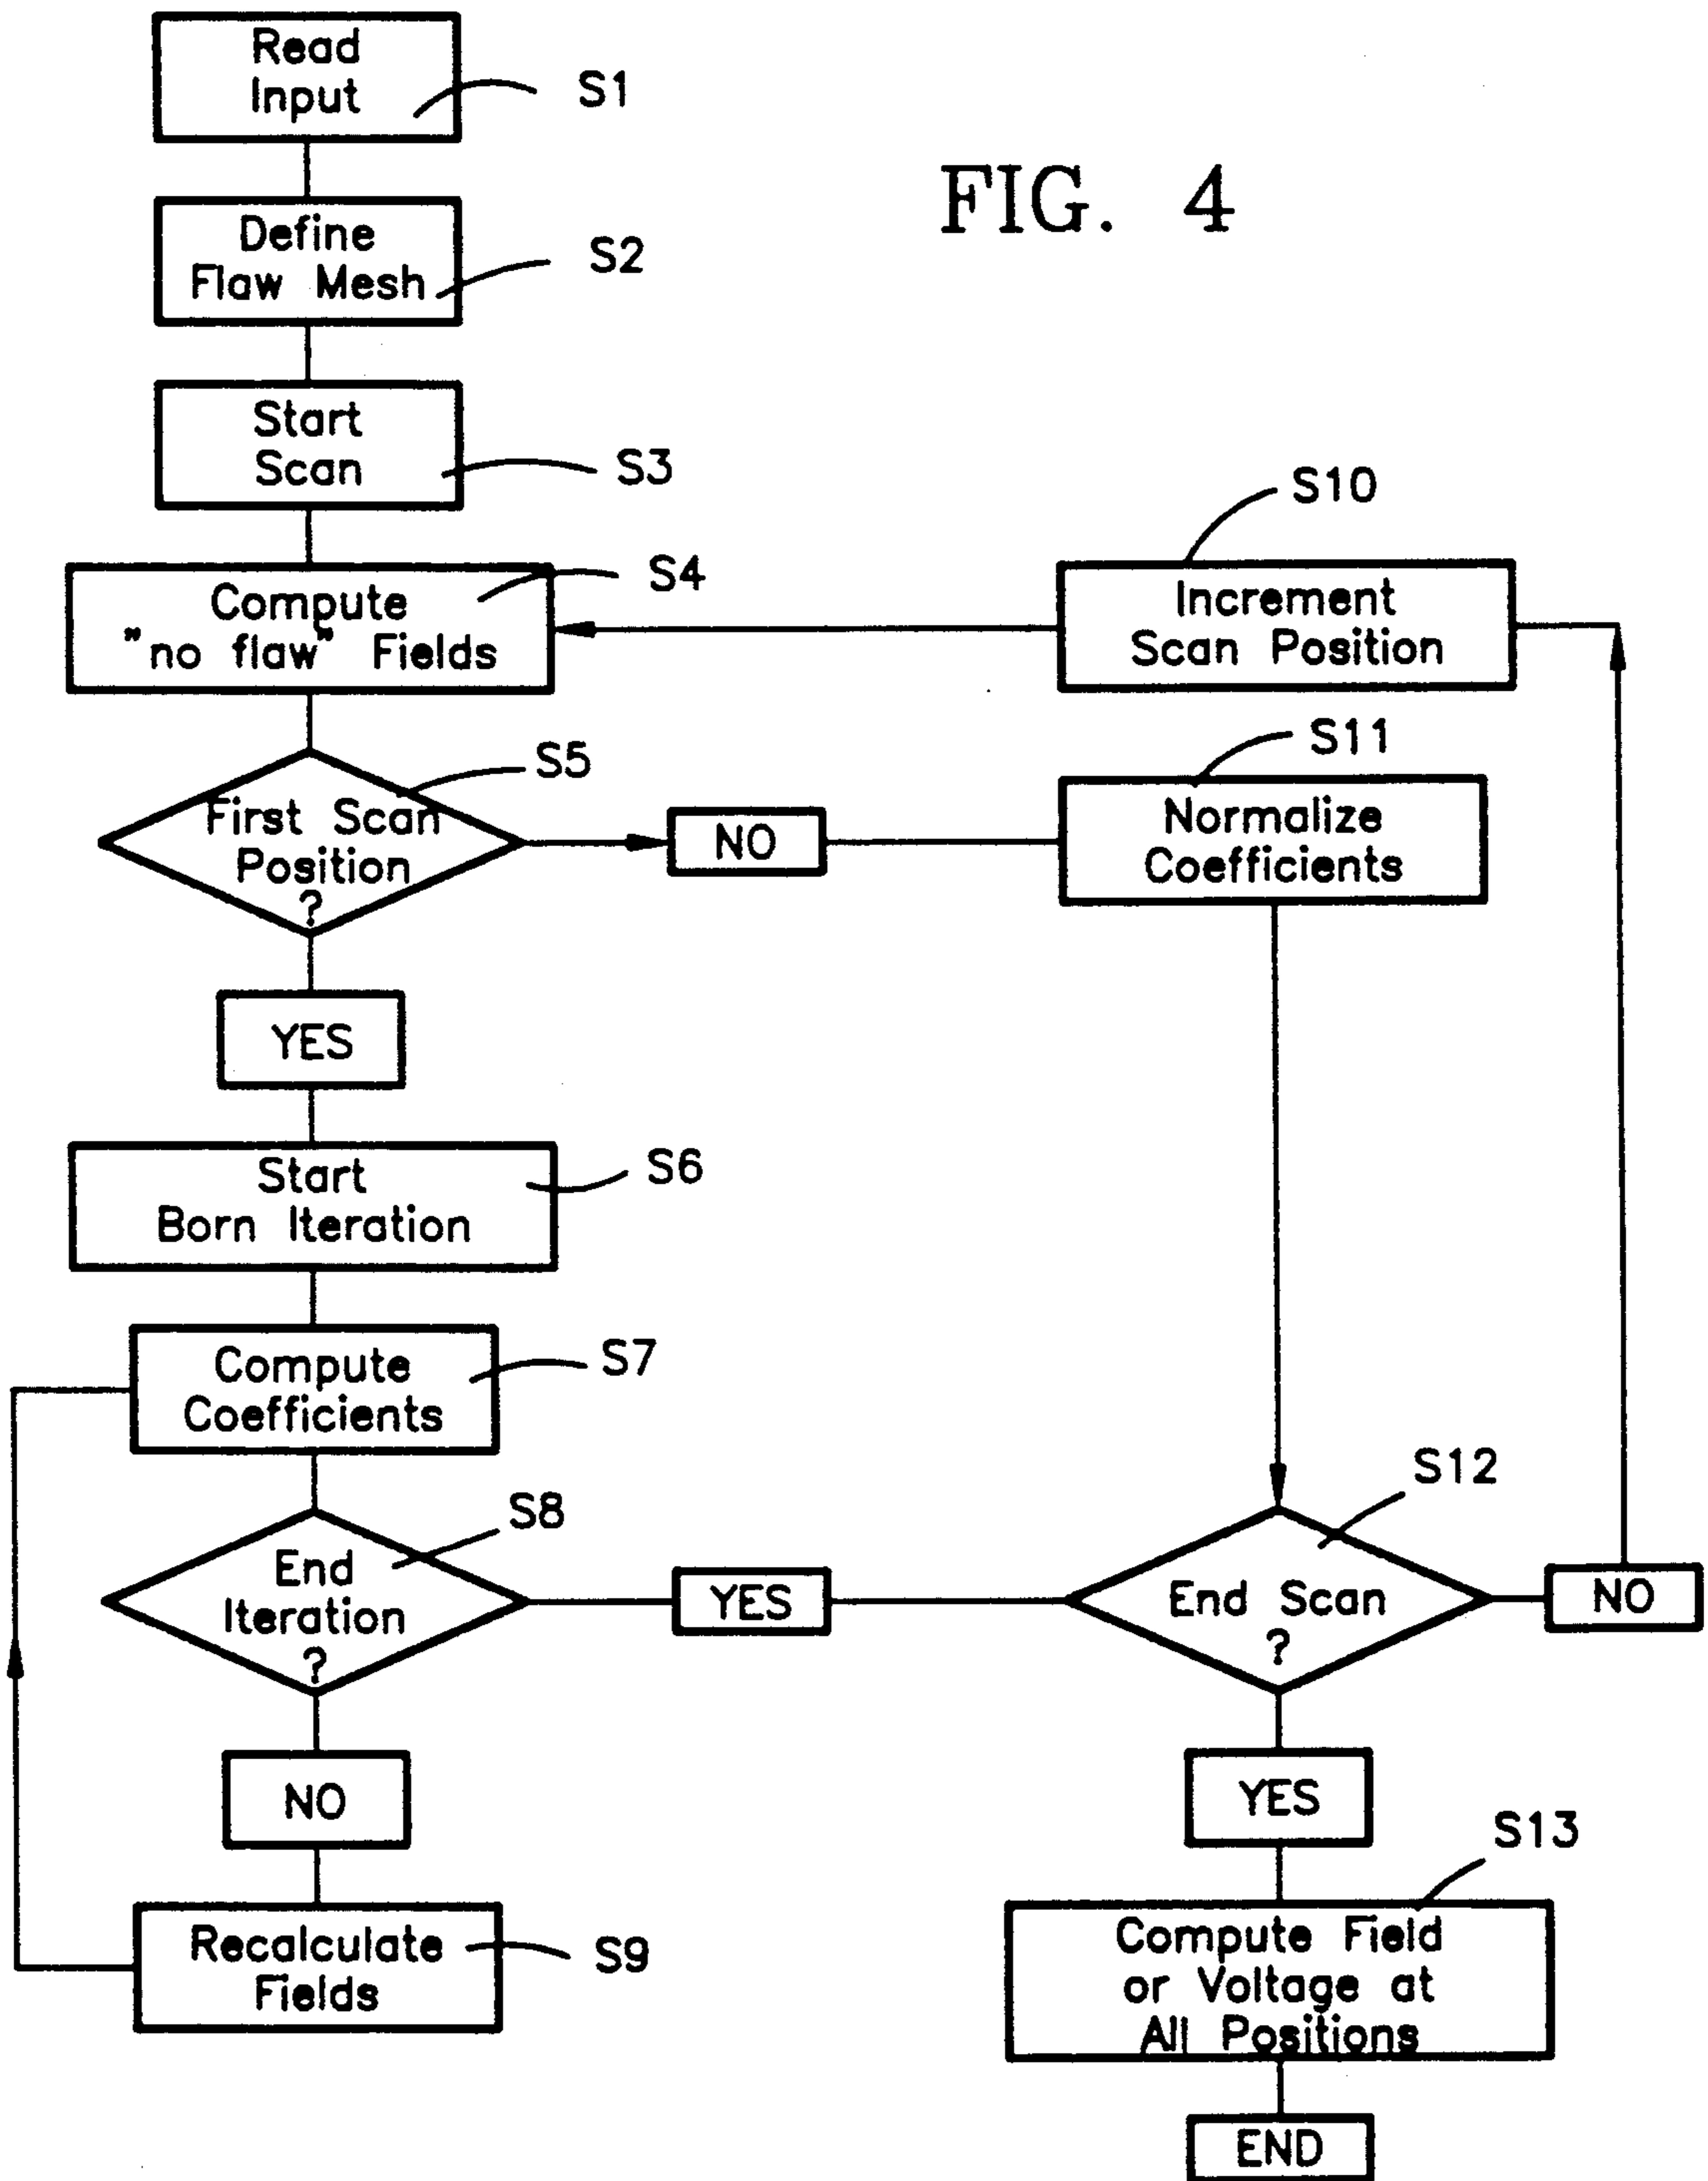 Read
Input
S1
FIG. 4
Define
Flaw Mesh
S2
Start
Scan
S3
S10
Compute
"no flaw" Fields
S4
Increment
Scan Position
S5
First Scan
Position
?
NO
S11
Normalize
Coefficients
YES
Start
Born Iteration
S6
Compute
Coefficients
S7
S8
End
Iteration
?
YES
S12
End Scan
?
NO
NO
YES
Recalculate
Fields
S9
S13
Compute Field
or Voltage at
All Positions
END